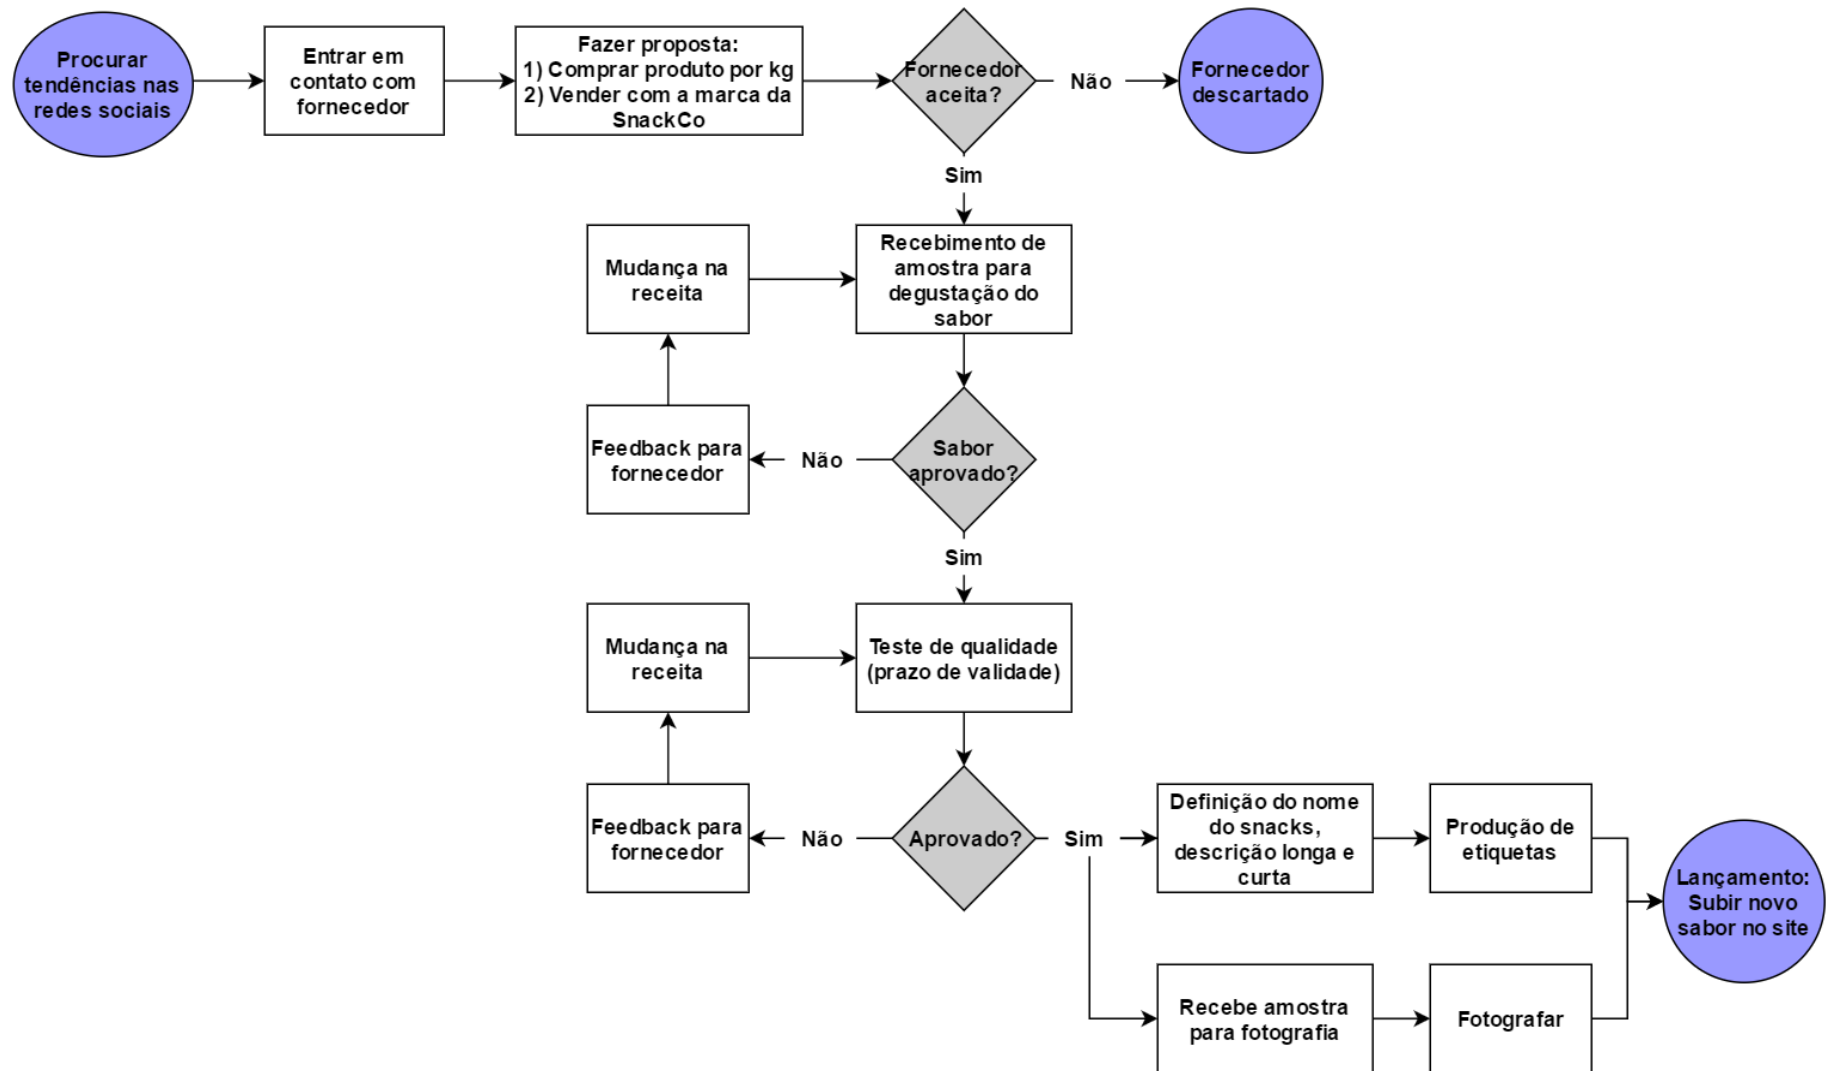 Procurar
tendências nas
redes sociais
Entrar em
contato com
fornecedor
Fazer proposta:
1) Comprar produto por kg
2) Vender com a marca da
SnackCo
Fornecedor
aceita?
Não
Fornecedor
descartado
Sim
Mudança na
receita
Recebimento de
amostra para
degustação do
sabor
Feedback para
fornecedor
Não
Sabor
aprovado?
Sim
Mudança na
receita
Teste de qualidade
(prazo de validade)
Feedback para
fornecedor
Não
Aprovado?
Sim
Definição do nome
do snacks,
descrição longa e
curta
Produção de
etiquetas
Lançamento:
Subir novo
sabor no site
Recebe amostra
para fotografia
Fotografar